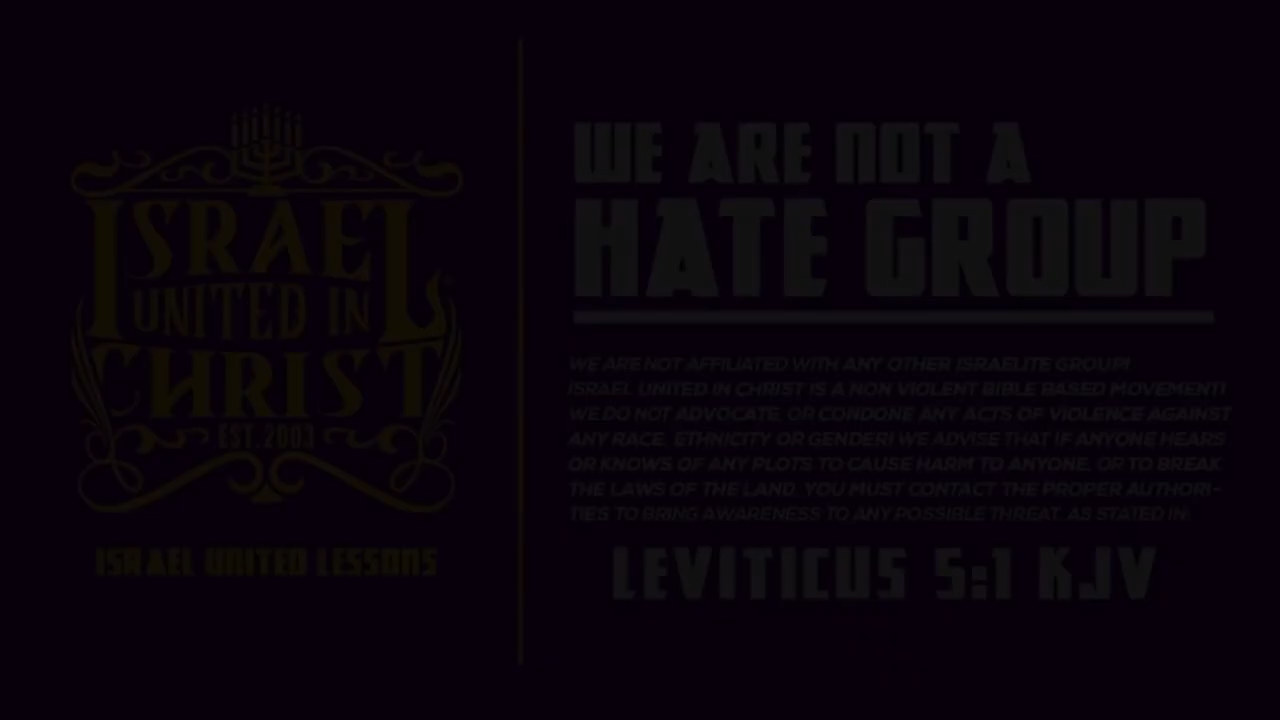 ISRAEL
UNITED IN
CHRIST
EST. 2003
ISRAEL UNITED LESSONS
WE ARE NOT A
HATE GROUP
WE ARE NOT AFFILIATED WITH ANY OTHER ISRAELITE GROUP!
ISRAEL UNITED IN CHRIST IS A NON VIOLENT BIBLE BASED MOVEMENT!
WE DO NOT ADVOCATE, OR CONDONE ANY ACTS OF VIOLENCE AGAINST
ANY RACE, ETHNICITY OR GENDER! WE ADVISE THAT IF ANYONE HEARS
OR KNOWS OF ANY PLOTS TO CAUSE HARM TO ANYONE, OR TO BREAK
THE LAWS OF THE LAND, YOU MUST CONTACT THE PROPER AUTHORI-
TIES TO BRING AWARENESS TO ANY POSSIBLE THREAT. AS STATED IN:
LEVITICUS 5:1 KJV